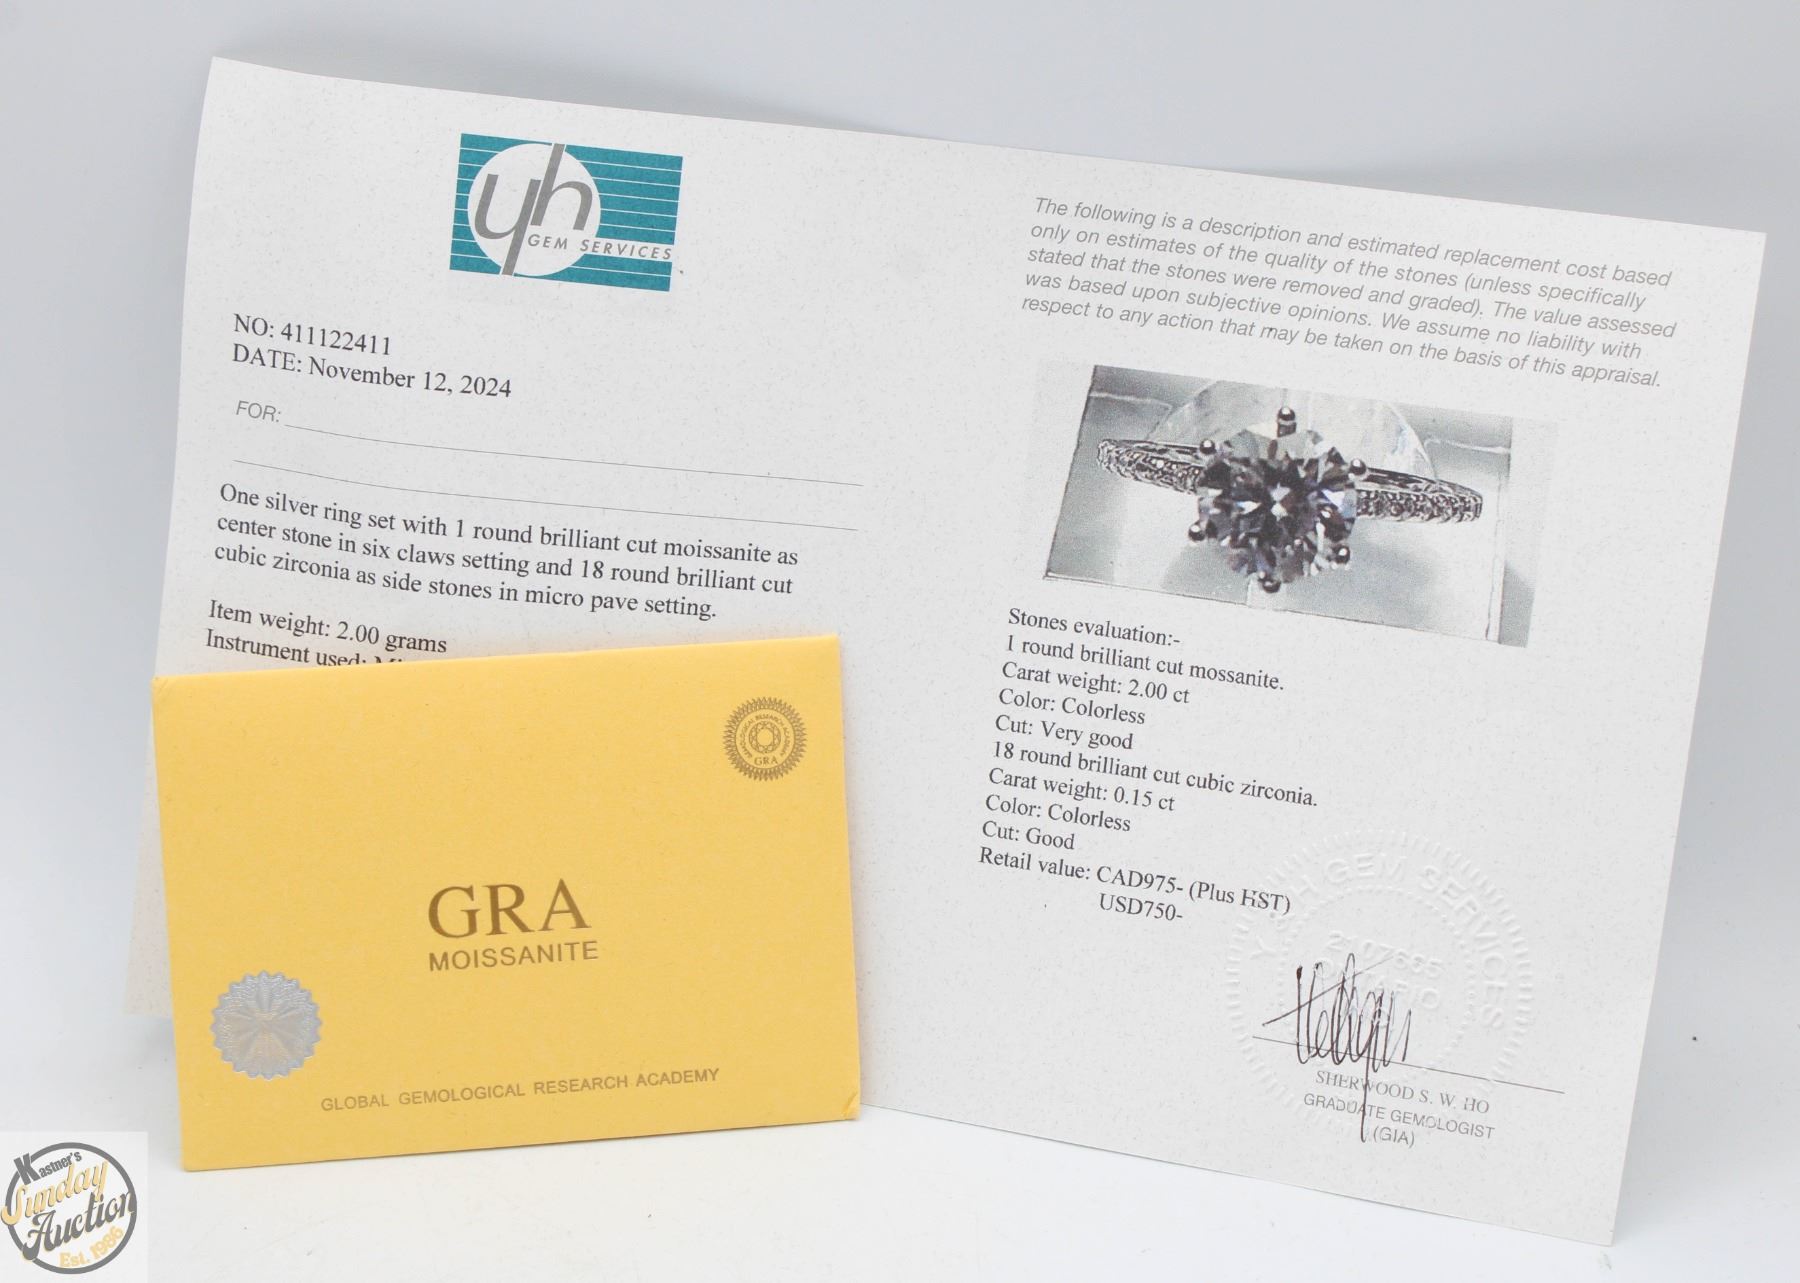 yh
GEM SERVICES
NO: 411122411
DATE: November 12, 2024
FOR:
One silver ring set with 1 round brilliant cut moissanite as
center stone in six claws setting and 18 round brilliant cut
cubic zirconia as side stones in micro pave setting.
Item weight: 2.00 grams
Instrument used:
The following is a description and estimated replacement cost based
only on estimates of the quality of the stones (unless specifically
stated that the stones were removed and graded). The value assessed
was based upon subjective opinions. We assume no liability with
respect to any action that may be taken on the basis of this appraisal.
Stones evaluation:-
1 round brilliant cut mossanite.
Carat weight: 2.00 ct
Color: Colorless
Cut: Very good
18 round brilliant cut cubic zirconia.
Carat weight: 0.15 ct
Color: Colorless
Cut: Good
Retail value: CAD975- (Plus HST)
USD750-
GEM SERVICES
SHERWOOD S. W. HO
GRADUATE GEMOLOGIST
(GIA)
GEMOLOGICAL RESEARCH ACADEMY
GRA
GRA
MOISSANITE
GLOBAL GEMOLOGICAL RESEARCH ACADEMY
Kastner's
Sunday
Auction
Est. 1986